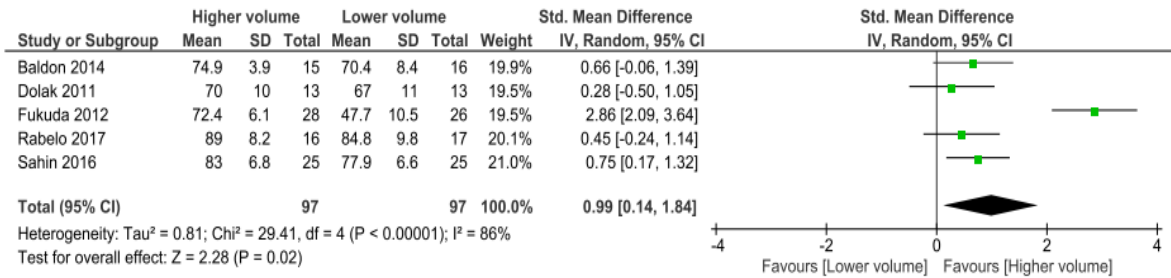 Higher volume Lower volume Std. Mean Difference Std. Mean Difference
Study or Subgroup Mean SD Total Mean SD Total Weight IV, Random, 95% CI IV, Random, 95% CI
Baldon 2014 74.9 3.9 15 70.4 8.4 16 19.9% 0.66 [-0.06, 1.39]
Dolak 2011 70 10 13 67 11 13 19.5% 0.28 [-0.50, 1.05]
Fukuda 2012 72.4 6.1 28 47.7 10.5 26 19.5% 2.86 [2.09, 3.64]
Rabelo 2017 89 8.2 16 84.8 9.8 17 20.1% 0.45 [-0.24, 1.14]
Sahin 2016 83 6.8 25 77.9 6.6 25 21.0% 0.75 [0.17, 1.32]
Total (95% CI) 97 97 100.0% 0.99 [0.14, 1.84]
Heterogeneity: Tau² = 0.81; Chi² = 29.41, df = 4 (P < 0.00001); I² = 86%
Test for overall effect: Z = 2.28 (P = 0.02)
-4 -2 0 2 4
Favours [Lower volume] Favours [Higher volume]